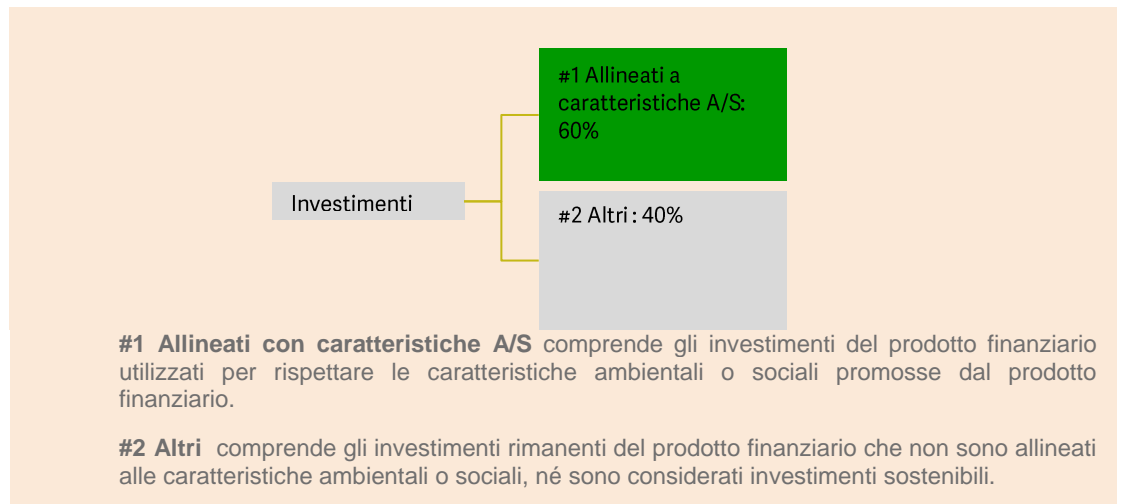 #1 Allineati a
caratteristiche A/S:
60%
Investimenti
#2 Altri: 40%
#1 Allineati con caratteristiche A/S comprende gli investimenti del prodotto finanziario
utilizzati per rispettare le caratteristiche ambientali o sociali promosse dal prodotto
finanziario.
#2 Altri comprende gli investimenti rimanenti del prodotto finanziario che non sono allineati
alle caratteristiche ambientali o sociali, né sono considerati investimenti sostenibili.